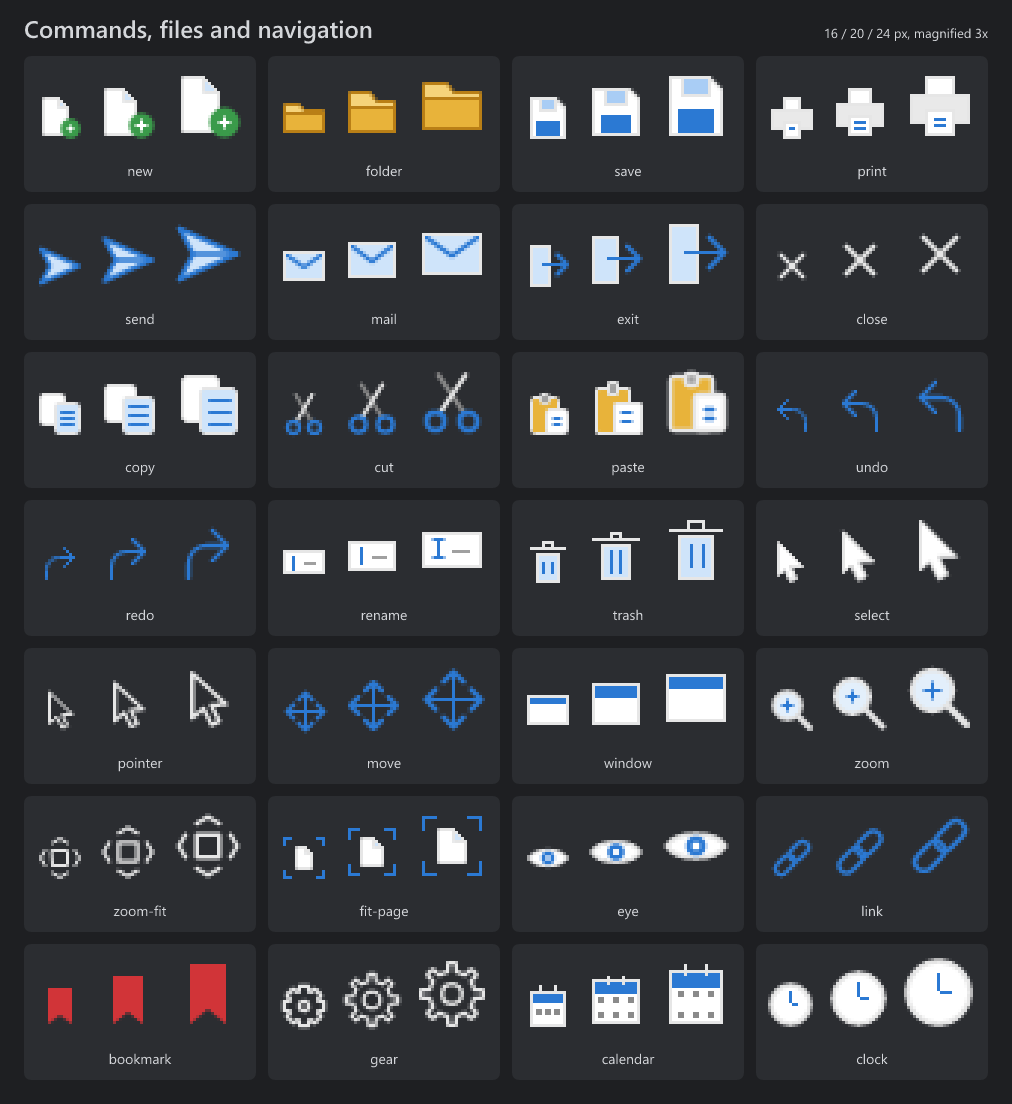 Commands, files and navigation
16 / 20 / 24 px, magnified 3x
new
folder
save
print
send
mail
exit
close
copy
cut
paste
undo
redo
rename
trash
select
pointer
move
window
zoom
zoom-fit
fit-page
eye
link
bookmark
gear
calendar
clock